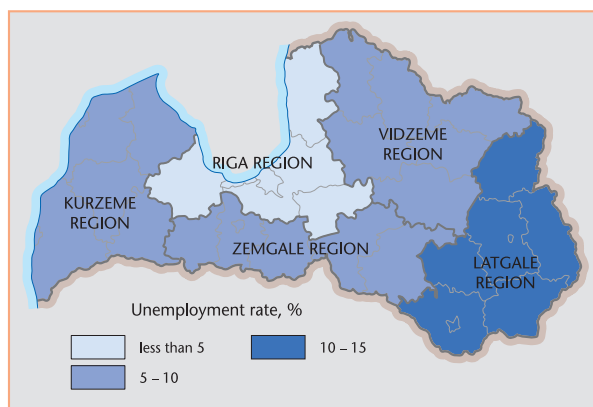 RIGA REGION
VIDZEME
REGION
KURZEME
REGION
ZEMGALE REGION
LATGALE
REGION
Unemployment rate, %
less than 5
10 – 15
5 – 10